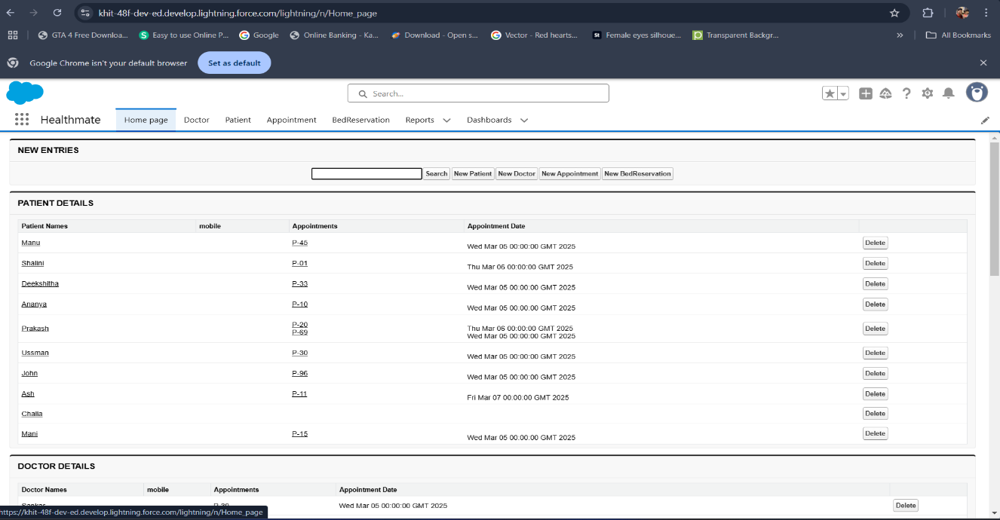 khit-48f-dev-ed.develop.lightning.force.com/lightning/n/Home_page
GTA 4 Free Downloa... Easy to use Online P... Google Online Banking - Ka... Download - Open s... Vector - Red hearts... St Female eyes silhoue... Transparent Backgr... » All Bookmarks
Google Chrome isn't your default browser Set as default
Search...
Healthmate Home page Doctor Patient Appointment BedReservation Reports Dashboards
NEW ENTRIES
Search New Patient New Doctor New Appointment New BedReservation
PATIENT DETAILS
Patient Names mobile Appointments Appointment Date
Manu P-45 Wed Mar 05 00:00:00 GMT 2025 Delete
Shalini P-01 Thu Mar 06 00:00:00 GMT 2025 Delete
Deekshitha P-33 Wed Mar 05 00:00:00 GMT 2025 Delete
Ananya P-10 Wed Mar 05 00:00:00 GMT 2025 Delete
Prakash P-20 Thu Mar 06 00:00:00 GMT 2025 Delete
P-69 Wed Mar 05 00:00:00 GMT 2025
Ussman P-30 Wed Mar 05 00:00:00 GMT 2025 Delete
John P-96 Wed Mar 05 00:00:00 GMT 2025 Delete
Ash P-11 Fri Mar 07 00:00:00 GMT 2025 Delete
Challa Delete
Mani P-15 Wed Mar 05 00:00:00 GMT 2025 Delete
DOCTOR DETAILS
Doctor Names mobile Appointments Appointment Date
Wed Mar 05 00:00:00 GMT 2025 Delete
https://khit-48f-dev-ed.develop.lightning.force.com/lightning/n/Home_page